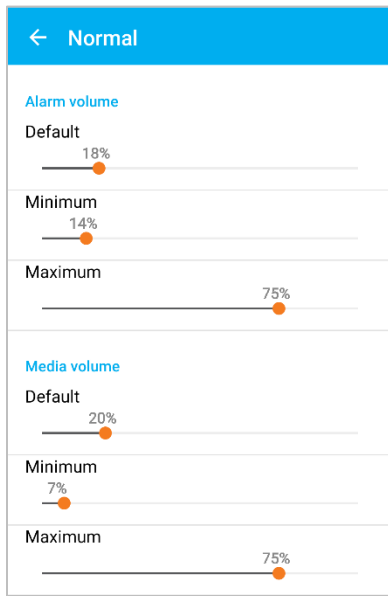 Normal
Alarm volume
Default
18%
Minimum
14%
Maximum
75%
Media volume
Default
20%
Minimum
7%
Maximum
75%